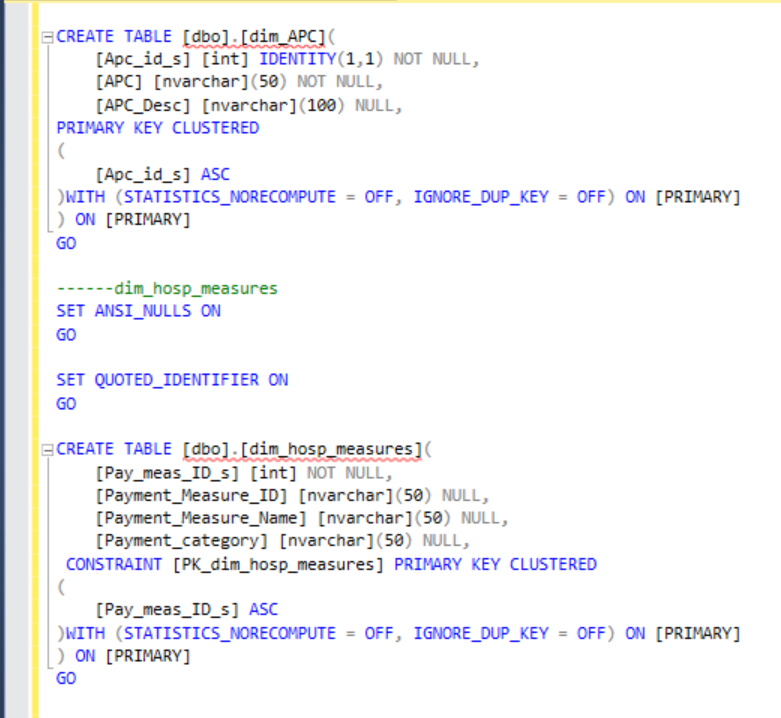 CREATE TABLE [dbo].[dim_APC](
[Apc_id_s] [int] IDENTITY(1,1) NOT NULL,
[APC] [nvarchar](50) NOT NULL,
[APC_Desc] [nvarchar](100) NULL,
PRIMARY KEY CLUSTERED
(
[Apc_id_s] ASC
)WITH (STATISTICS_NORECOMPUTE = OFF, IGNORE_DUP_KEY = OFF) ON [PRIMARY]
) ON [PRIMARY]
GO
------dim_hosp_measures
SET ANSI_NULLS ON
GO
SET QUOTED_IDENTIFIER ON
GO
CREATE TABLE [dbo].[dim_hosp_measures](
[Pay_meas_ID_s] [int] NOT NULL,
[Payment_Measure_ID] [nvarchar](50) NULL,
[Payment_Measure_Name] [nvarchar](50) NULL,
[Payment_category] [nvarchar](50) NULL,
CONSTRAINT [PK_dim_hosp_measures] PRIMARY KEY CLUSTERED
(
[Pay_meas_ID_s] ASC
)WITH (STATISTICS_NORECOMPUTE = OFF, IGNORE_DUP_KEY = OFF) ON [PRIMARY]
) ON [PRIMARY]
GO